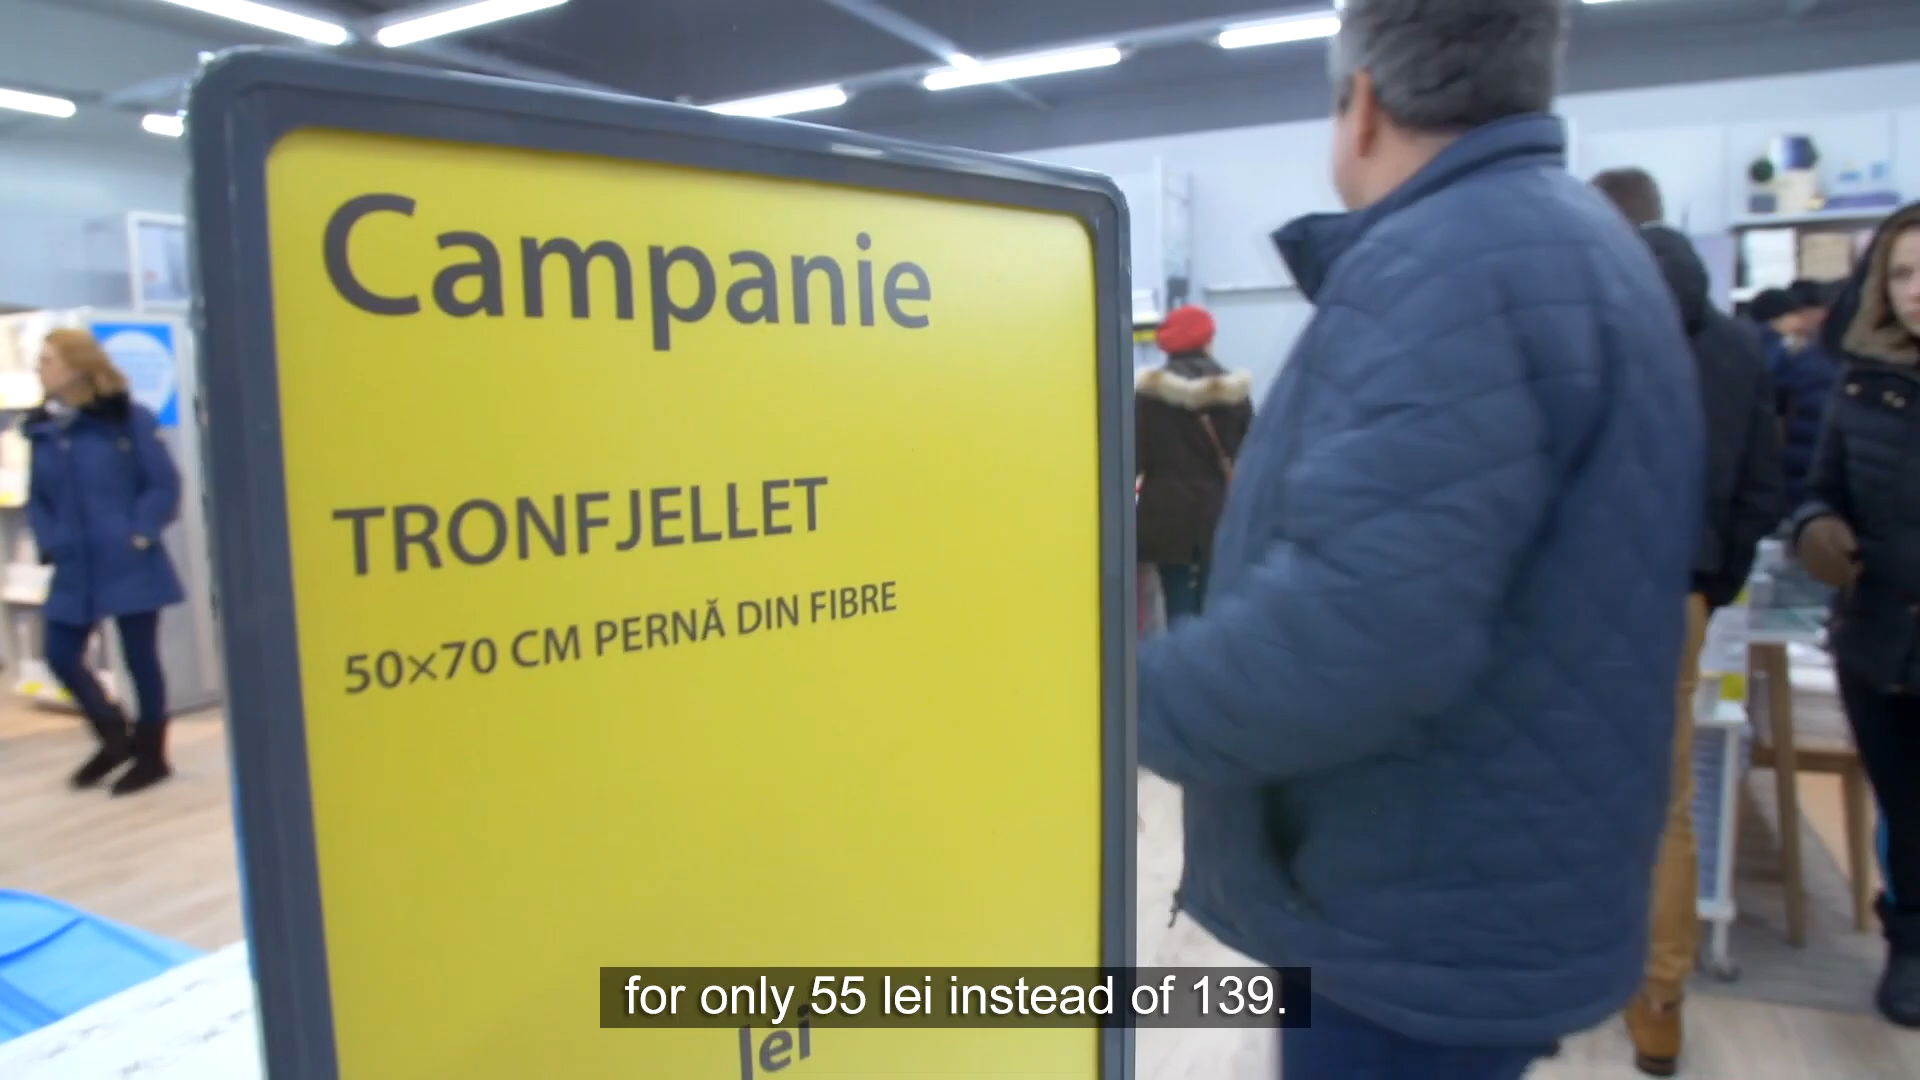 Campanie
TRONFJELLET
50×70 CM PERNĂ DIN FIBRE
lei
for only 55 lei instead of 139.